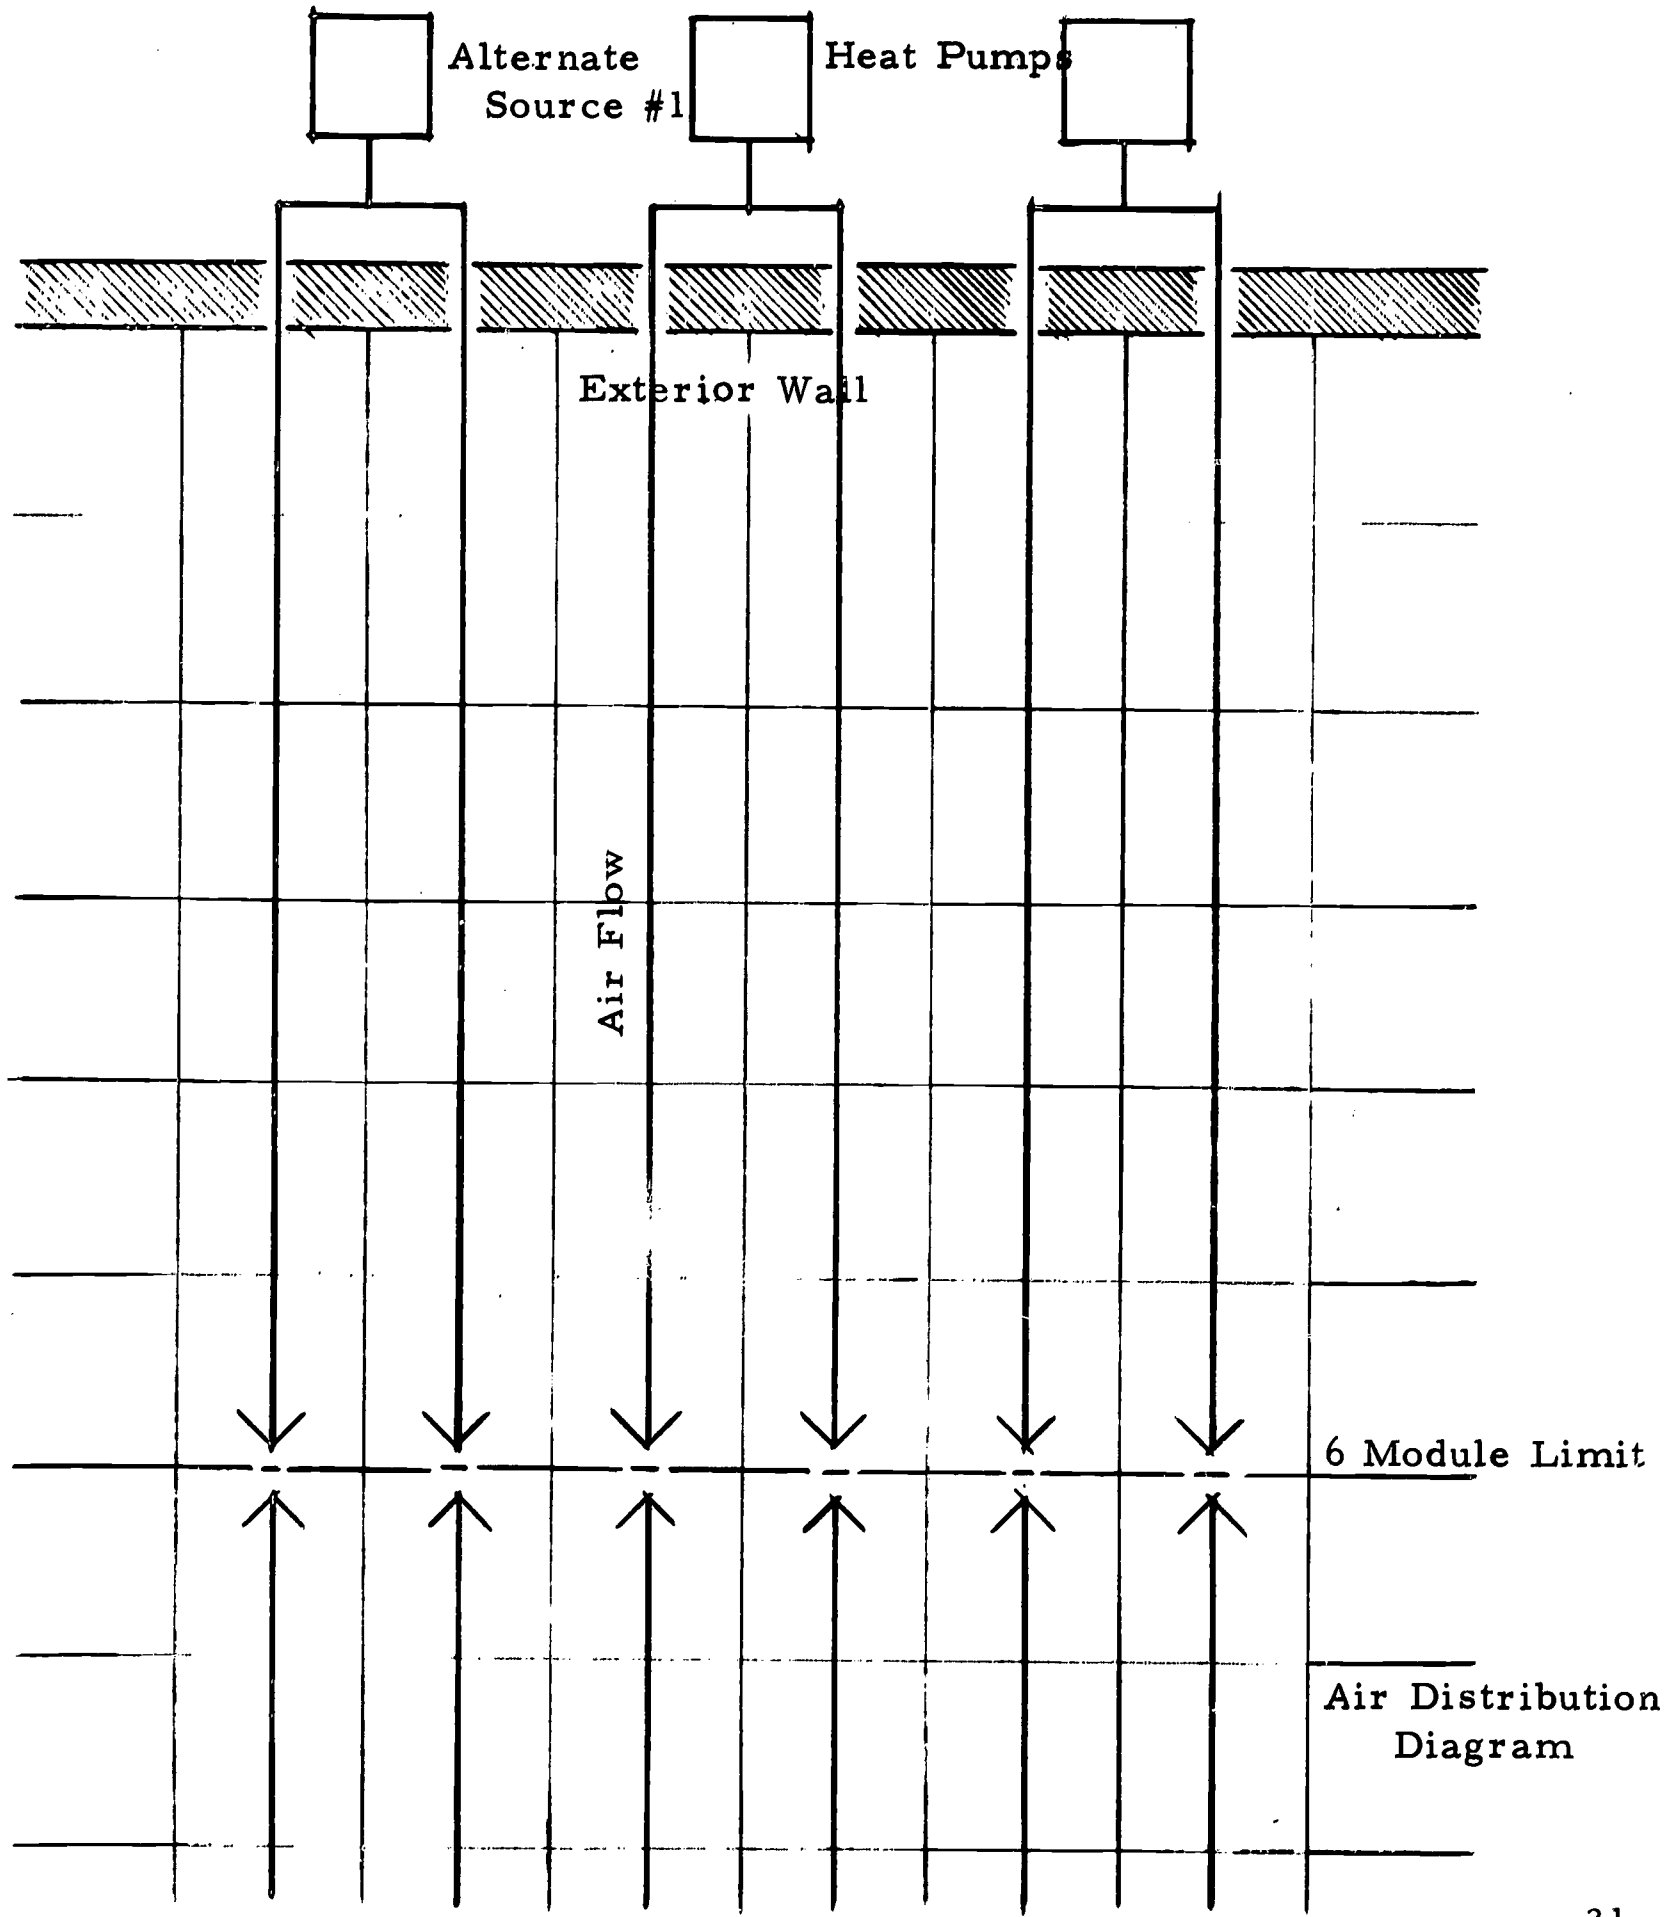 Alternate
Source #1
Heat Pumps
Exterior Wall
Air Flow
6 Module Limit
Air Distribution
Diagram